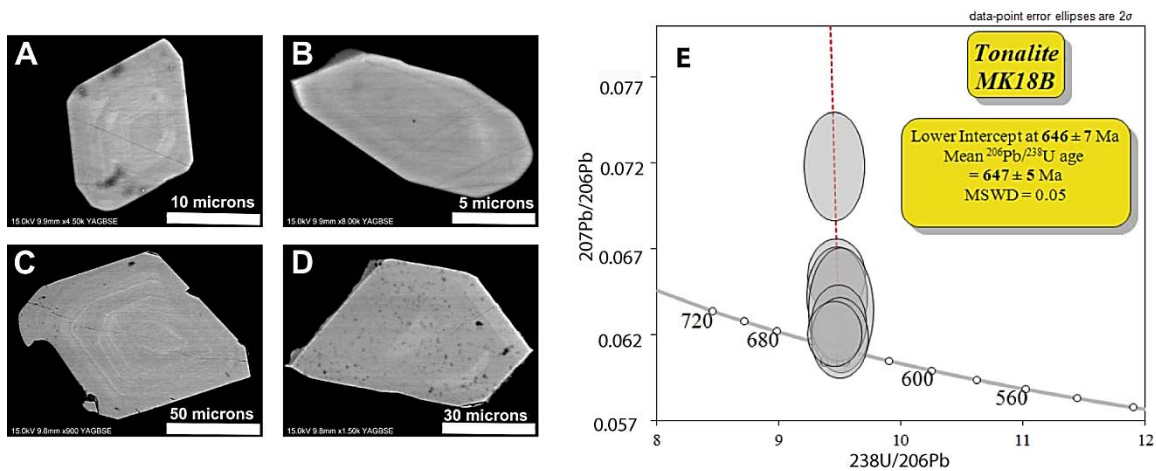 A
10 microns
15.0kV 9.9mm x4.50k YAGBSE
B
5 microns
15.0kV 9.9mm x8.00k YAGBSE
C
50 microns
15.0kV 9.8mm x900 YAGBSE
D
30 microns
15.0kV 9.8mm x1.50k YAGBSE
data-point error ellipses are 2σ
E
Tonalite
MK18B
Lower Intercept at 646 ± 7 Ma
Mean ²⁰⁶Pb/²³⁸U age
= 647 ± 5 Ma
MSWD = 0.05
207Pb/206Pb
0.077
0.072
0.067
0.062
0.057
720
680
600
560
8
9
10
11
12
238U/206Pb